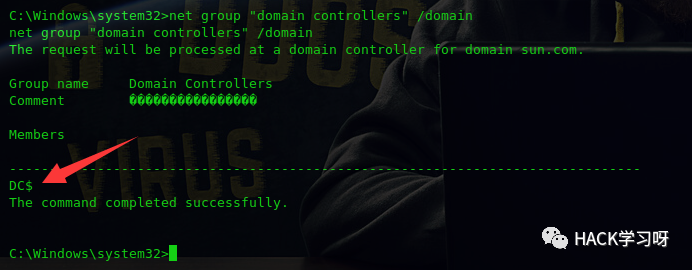 C:\Windows\system32>net group "domain controllers" /domain
net group "domain controllers" /domain
The request will be processed at a domain controller for domain sun.com.
Group name     Domain Controllers
Comment        ���������������������
Members
-------------------------------------------------------------------------------
DC$
The command completed successfully.
C:\Windows\system32>
DDOS
VIRUS
HACK学习呀